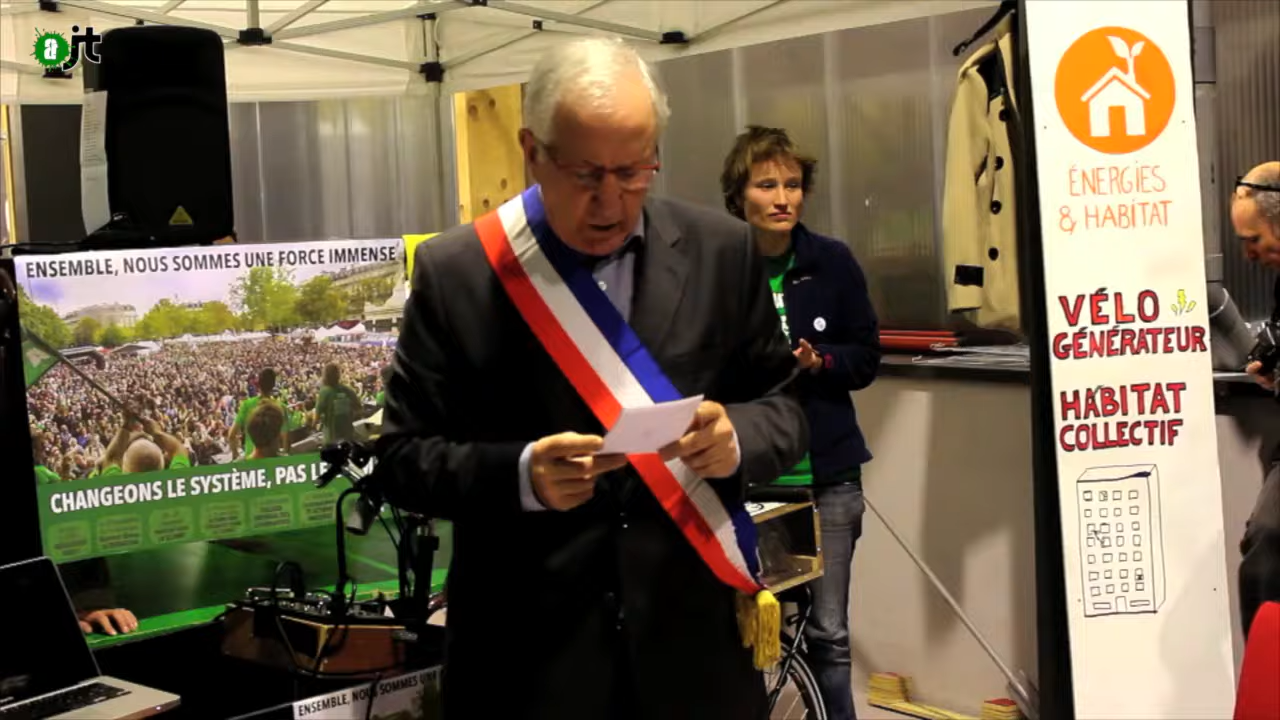 ajt
ENSEMBLE, NOUS SOMMES UNE FORCE IMMENSE
CHANGEONS LE SYSTÈME, PAS LE
ENSEMBLE, NOUS SOMMES UNE
ÉNERGIES
& HABITAT
VÉLO
GÉNÉRATEUR
HABITAT
COLLECTIF